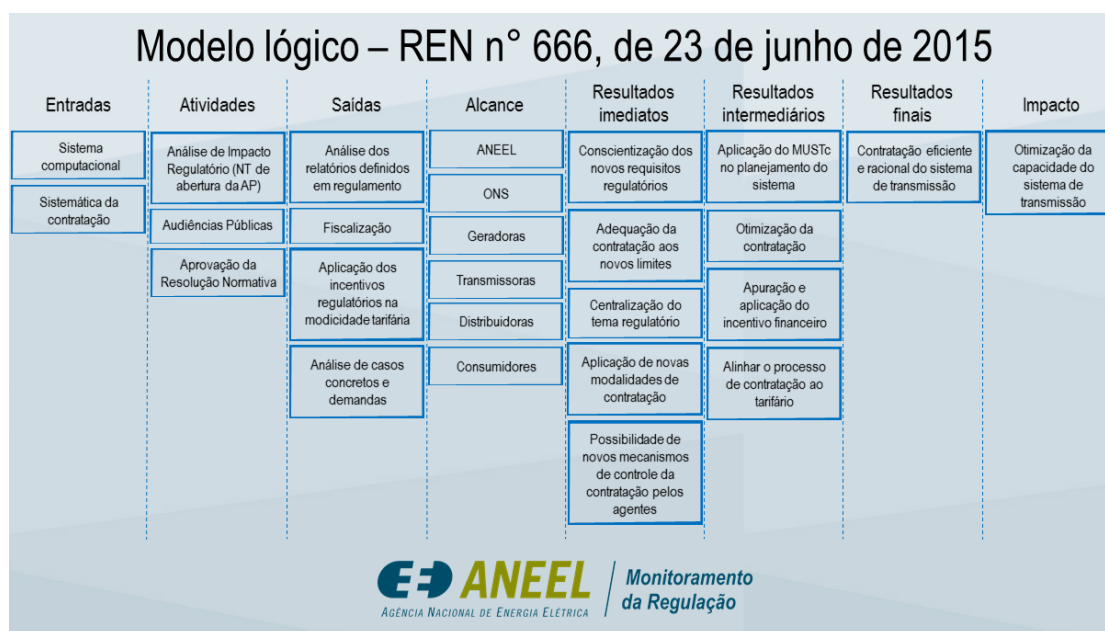 Modelo lógico – REN n° 666, de 23 de junho de 2015
Entradas
Sistema
computacional
Sistemática da
contratação
Atividades
Análise de Impacto
Regulatório (NT de
abertura da AP)
Audiências Públicas
Aprovação da
Resolução Normativa
Saídas
Análise dos
relatórios definidos
em regulamento
Fiscalização
Aplicação dos
incentivos
regulatórios na
modicidade tarifária
Análise de casos
concretos e
demandas
Alcance
ANEEL
ONS
Geradoras
Transmissoras
Distribuidoras
Consumidores
Resultados
imediatos
Conscientização dos
novos requisitos
regulatórios
Adequação da
contratação aos
novos limites
Centralização do
tema regulatório
Aplicação de novas
modalidades de
contratação
Possibilidade de
novos mecanismos
de controle da
contratação pelos
agentes
Resultados
intermediários
Aplicação do MUSTc
no planejamento do
sistema
Otimização da
contratação
Apuração e
aplicação do
incentivo financeiro
Alinhar o processo
de contratação ao
tarifário
Resultados
finais
Contratação eficiente
e racional do sistema
de transmissão
Impacto
Otimização da
capacidade do
sistema de
transmissão
ANEEL
AGÊNCIA NACIONAL DE ENERGIA ELÉTRICA
Monitoramento
da Regulação